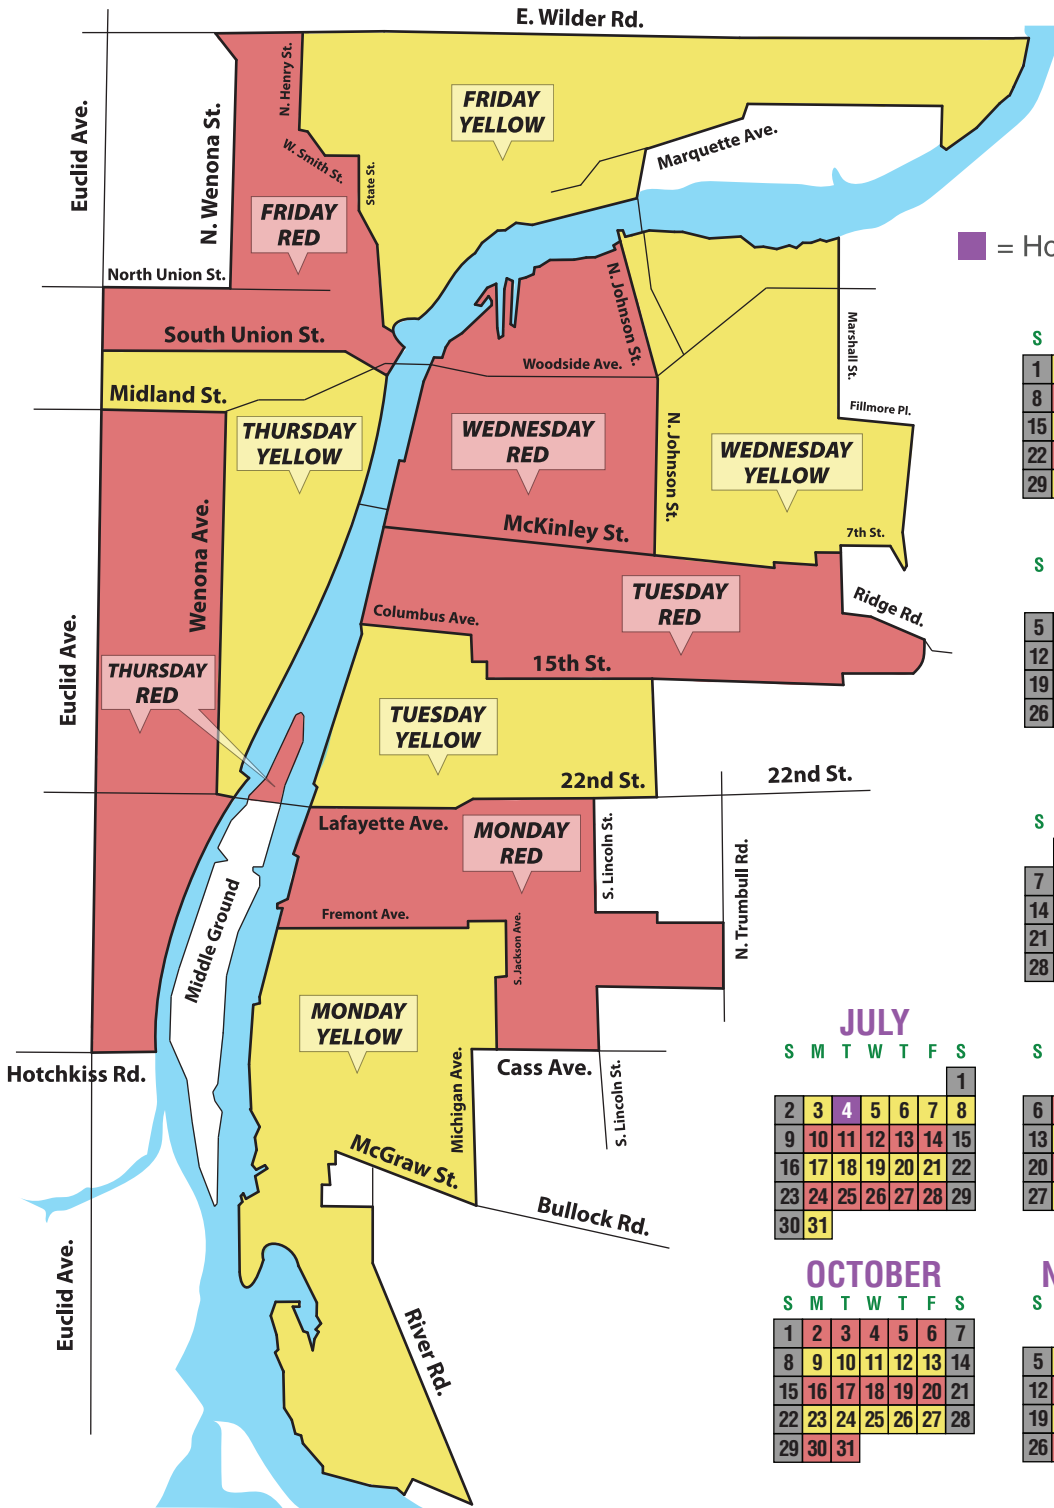 E. Wilder Rd.
Euclid Ave.
N. Wenona St.
N. Henry St.
FRIDAY
YELLOW
Marquette Ave.
W. Smith St.
State St.
FRIDAY
RED
= Ho
North Union St.
N. Johnson St.
South Union St.
Marshall St.
Woodside Ave.
Midland St.
Fillmore Pl.
THURSDAY
YELLOW
WEDNESDAY
RED
N. Johnson St.
WEDNESDAY
YELLOW
McKinley St.
7th St.
Wenona Ave.
Columbus Ave.
TUESDAY
RED
Ridge Rd.
Euclid Ave.
THURSDAY
RED
15th St.
TUESDAY
YELLOW
22nd St.
22nd St.
Lafayette Ave.
MONDAY
RED
S. Lincoln St.
N. Trumbull Rd.
Middle Ground
Fremont Ave.
S. Jackson Ave.
MONDAY
YELLOW
Hotchkiss Rd.
Michigan Ave.
Cass Ave.
S. Lincoln St.
McGraw St.
Bullock Rd.
Euclid Ave.
River Rd.
S
1
8
15
22
29
S
5
12
19
26
S
7
14
21
28
JULY
S M T W T F S
1
2 3 4 5 6 7 8
9 10 11 12 13 14 15
16 17 18 19 20 21 22
23 24 25 26 27 28 29
30 31
S
6
13
20
27
OCTOBER
S M T W T F S
1 2 3 4 5 6 7
8 9 10 11 12 13 14
15 16 17 18 19 20 21
22 23 24 25 26 27 28
29 30 31
N
S
5
12
19
26